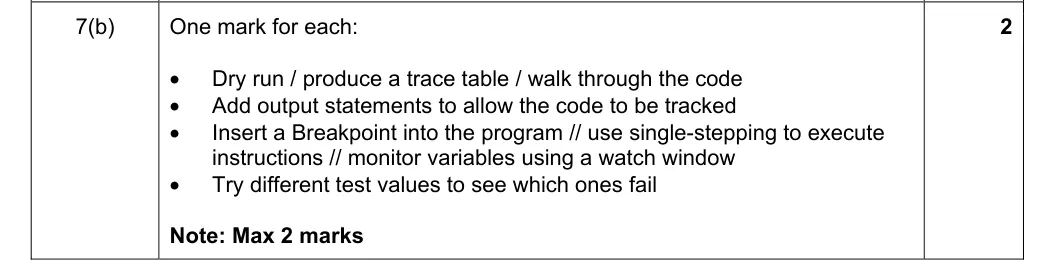 7(b) One mark for each: 2
• Dry run / produce a trace table / walk through the code
• Add output statements to allow the code to be tracked
• Insert a Breakpoint into the program // use single-stepping to execute
instructions // monitor variables using a watch window
• Try different test values to see which ones fail
Note: Max 2 marks